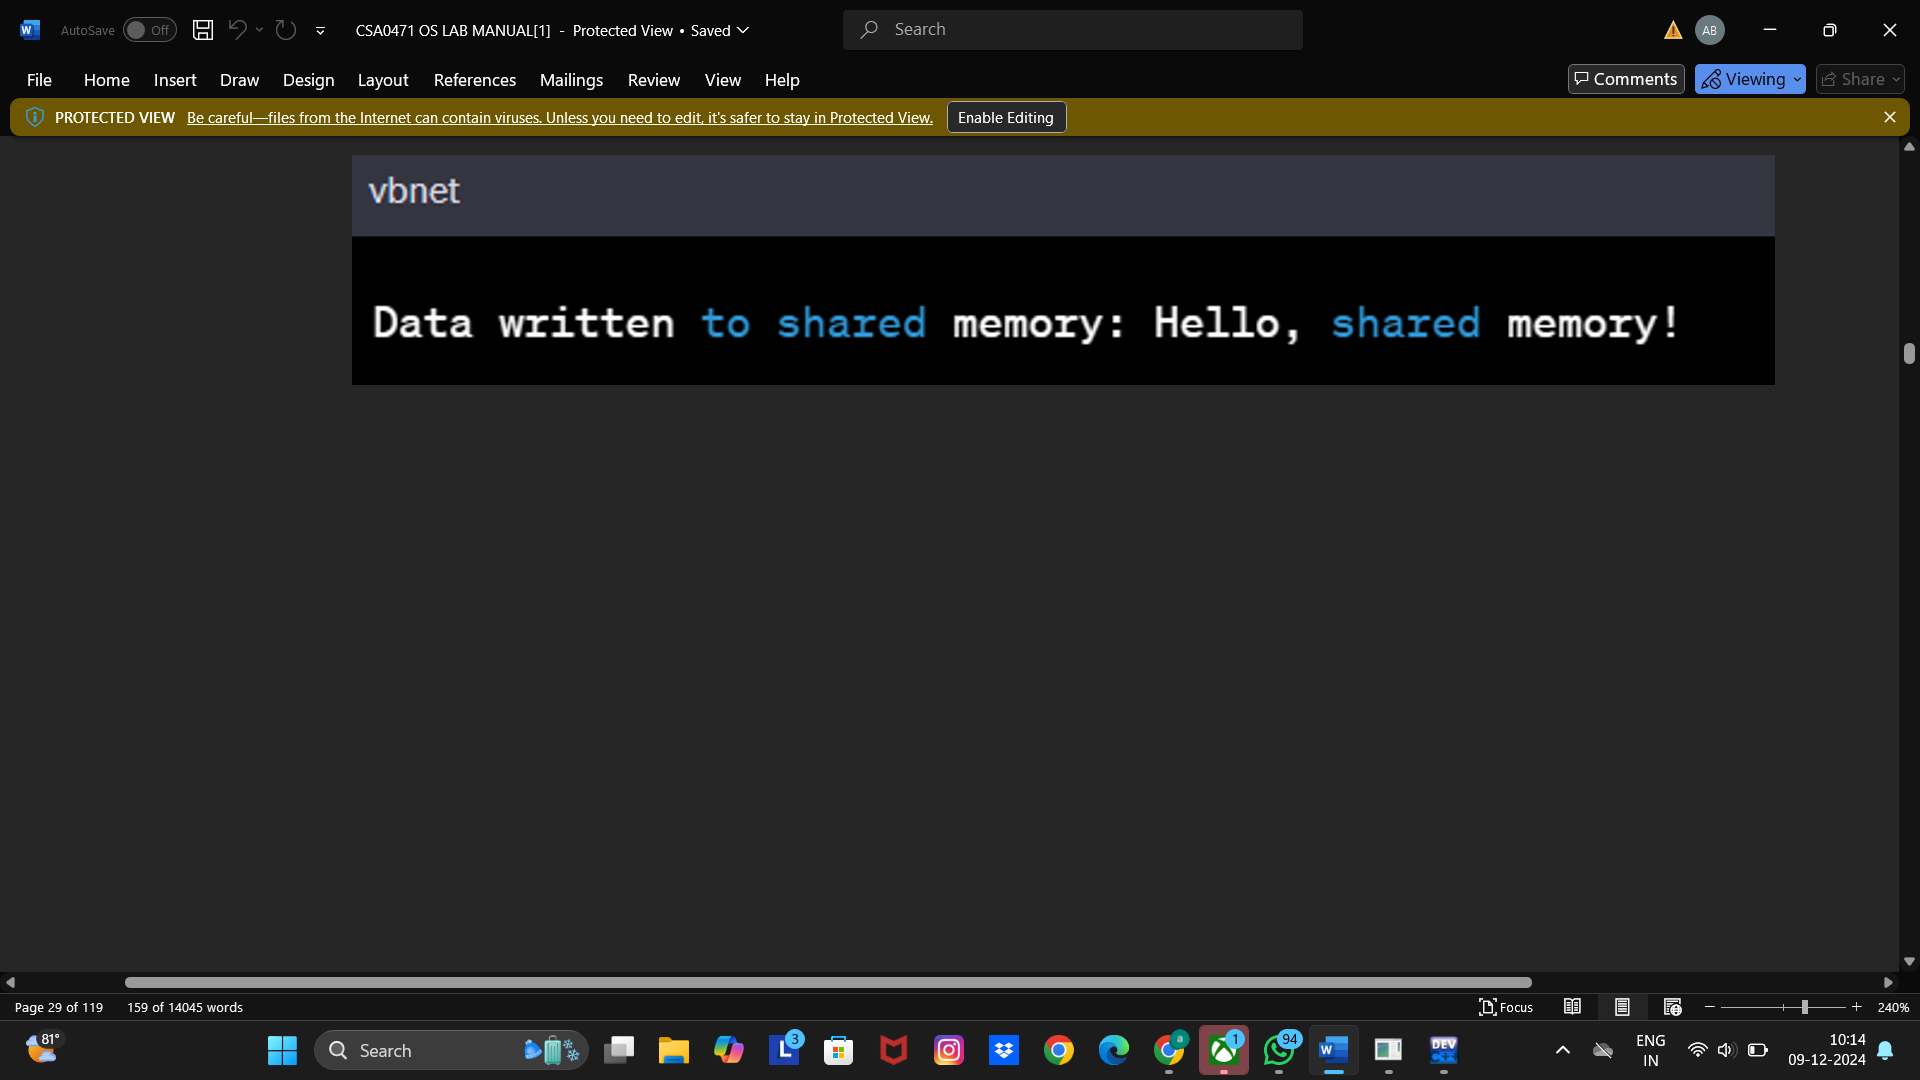 AutoSave Off CSA0471 OS LAB MANUAL[1] - Protected View • Saved Search AB
File Home Insert Draw Design Layout References Mailings Review View Help Comments Viewing Share
PROTECTED VIEW Be careful—files from the Internet can contain viruses. Unless you need to edit, it's safer to stay in Protected View. Enable Editing
vbnet
Data written to shared memory: Hello, shared memory!
Page 29 of 119 159 of 14045 words Focus 240%
81° Search 3 a 1 94 DEV C++ ENG 10:14
IN 09-12-2024